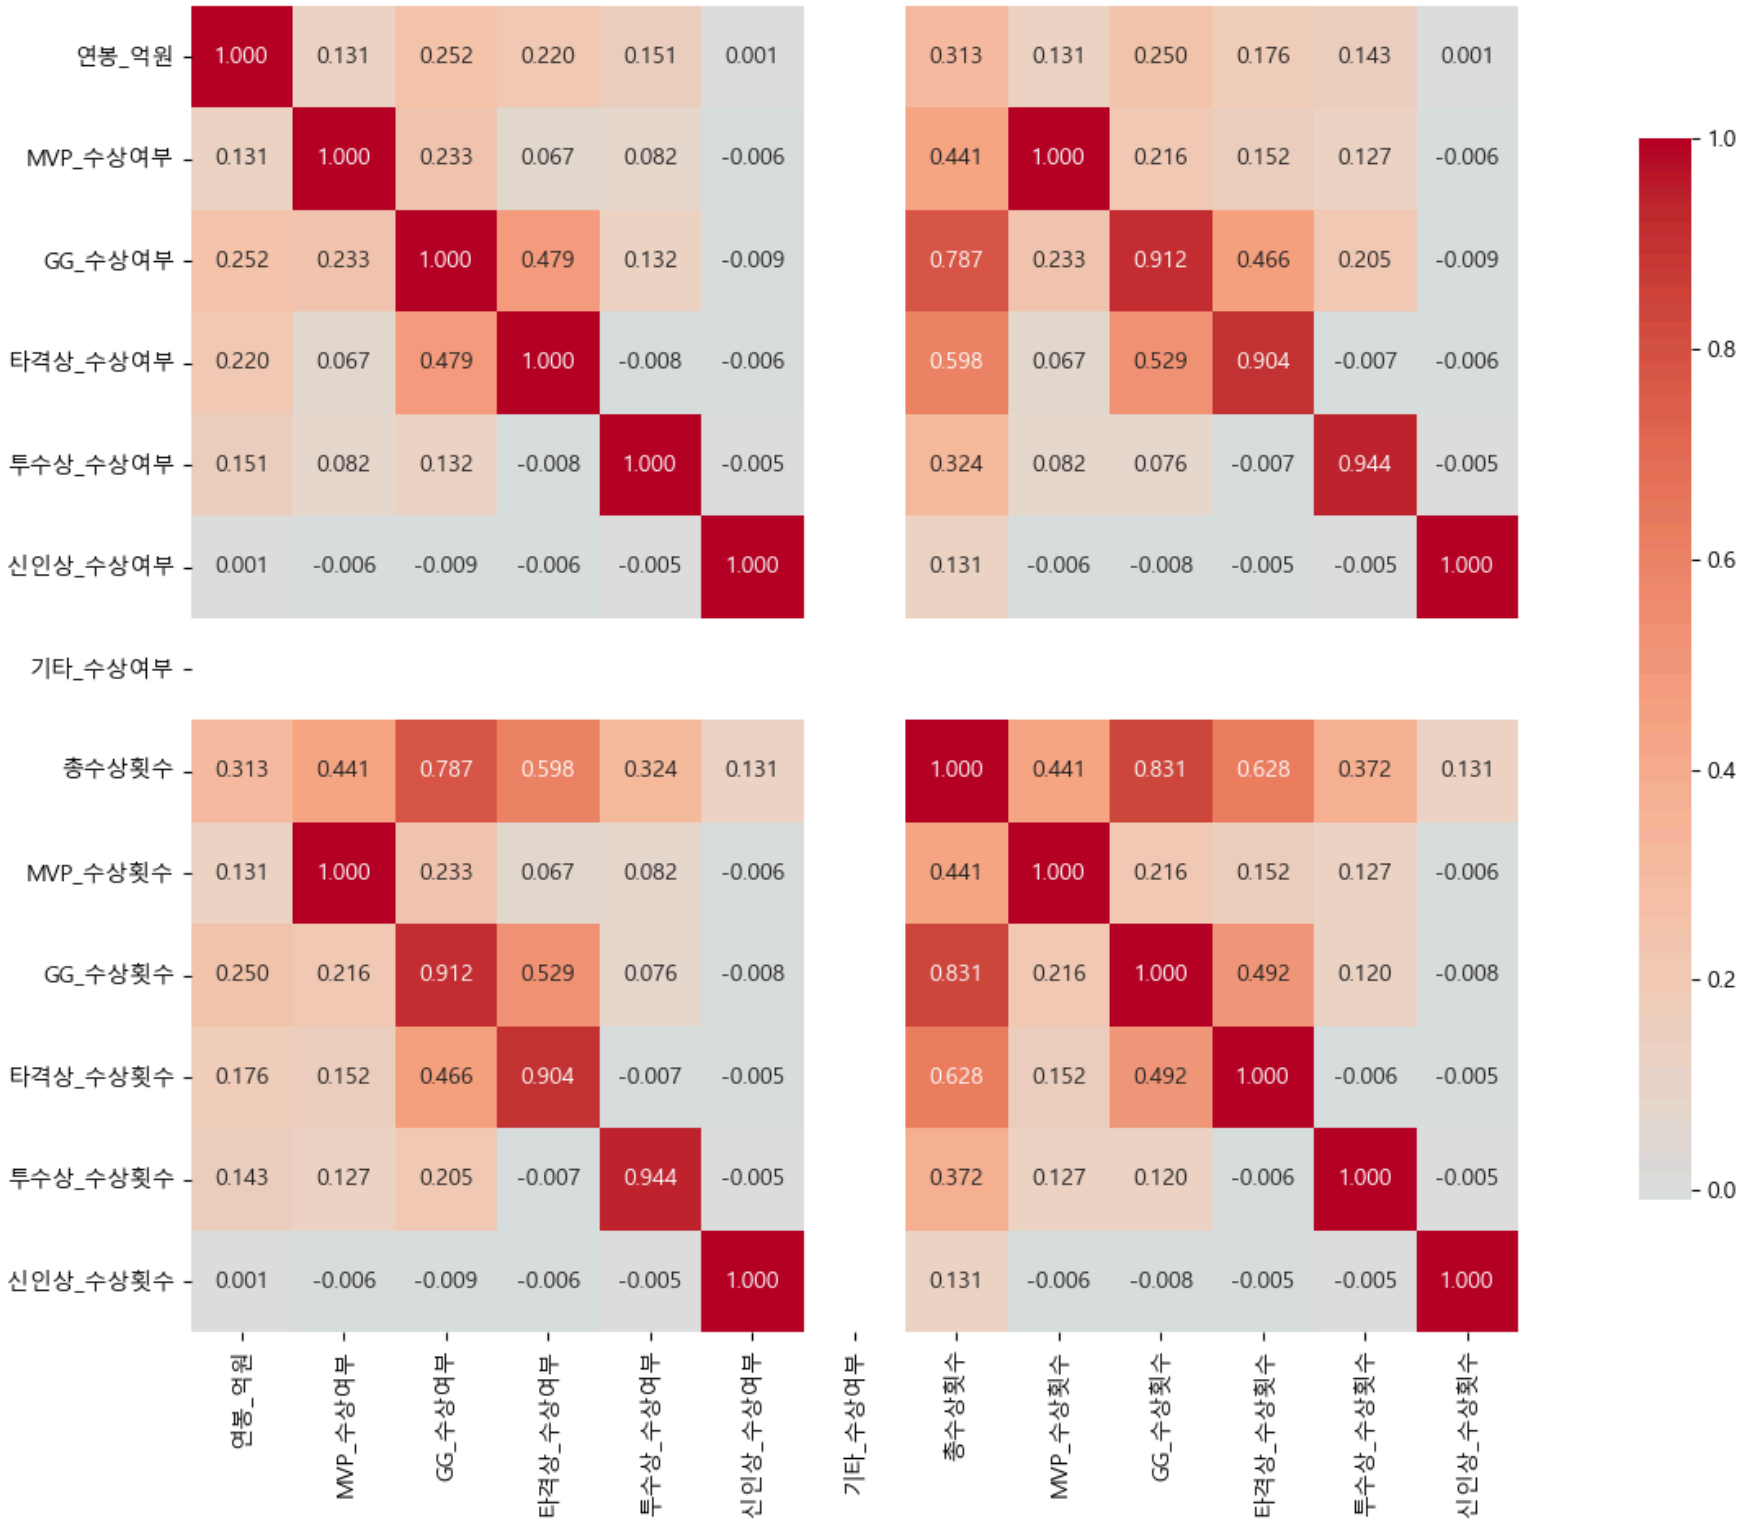 연봉_억원 1.000 0.131 0.252 0.220 0.151 0.001 0.313 0.131 0.250 0.176 0.143 0.001
MVP_수상여부 0.131 1.000 0.233 0.067 0.082 -0.006 0.441 1.000 0.216 0.152 0.127 -0.006
GG_수상여부 0.252 0.233 1.000 0.479 0.132 -0.009 0.787 0.233 0.912 0.466 0.205 -0.009
타격상_수상여부 0.220 0.067 0.479 1.000 -0.008 -0.006 0.598 0.067 0.529 0.904 -0.007 -0.006
투수상_수상여부 0.151 0.082 0.132 -0.008 1.000 -0.005 0.324 0.082 0.076 -0.007 0.944 -0.005
신인상_수상여부 0.001 -0.006 -0.009 -0.006 -0.005 1.000 0.131 -0.006 -0.008 -0.005 -0.005 1.000
기타_수상여부
총수상횟수 0.313 0.441 0.787 0.598 0.324 0.131 1.000 0.441 0.831 0.628 0.372 0.131
MVP_수상횟수 0.131 1.000 0.233 0.067 0.082 -0.006 0.441 1.000 0.216 0.152 0.127 -0.006
GG_수상횟수 0.250 0.216 0.912 0.529 0.076 -0.008 0.831 0.216 1.000 0.492 0.120 -0.008
타격상_수상횟수 0.176 0.152 0.466 0.904 -0.007 -0.005 0.628 0.152 0.492 1.000 -0.006 -0.005
투수상_수상횟수 0.143 0.127 0.205 -0.007 0.944 -0.005 0.372 0.127 0.120 -0.006 1.000 -0.005
신인상_수상횟수 0.001 -0.006 -0.009 -0.006 -0.005 1.000 0.131 -0.006 -0.008 -0.005 -0.005 1.000
연봉_억원
MVP_수상여부
GG_수상여부
타격상_수상여부
투수상_수상여부
신인상_수상여부
기타_수상여부
총수상횟수
MVP_수상횟수
GG_수상횟수
타격상_수상횟수
투수상_수상횟수
신인상_수상횟수
1.0
0.8
0.6
0.4
0.2
0.0